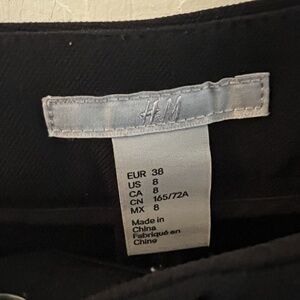 H&M
EUR 38
US 8
CA 8
CN 165/72A
MX 8
Made in
China
Fabriqué en
Chine